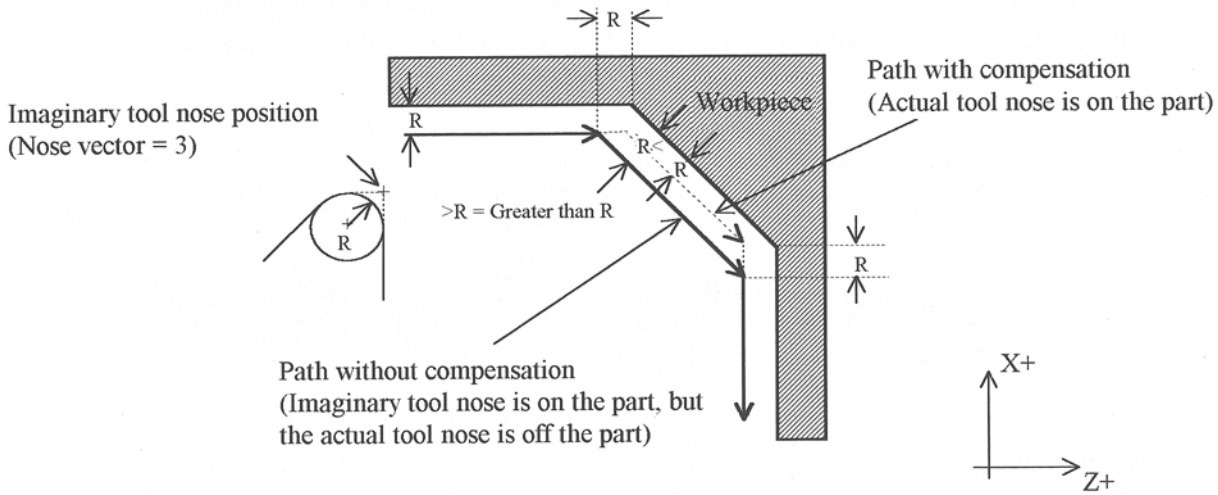 R
Path with compensation
(Actual tool nose is on the part)
Workpiece
Imaginary tool nose position
(Nose vector = 3)
R
R<
R
>R = Greater than R
R
R
Path without compensation
(Imaginary tool nose is on the part, but
the actual tool nose is off the part)
X+
Z+